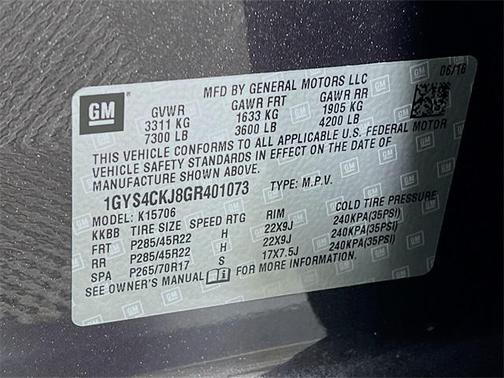 MFD BY GENERAL MOTORS LLC 06/16
GM GVWR GAWR FRT GAWR RR
3311 KG 1633 KG 1905 KG
7300 LB 3600 LB 4200 LB
THIS VEHICLE CONFORMS TO ALL APPLICABLE U.S. FEDERAL MOTOR
VEHICLE SAFETY STANDARDS IN EFFECT ON THE DATE OF
MANUFACTURE SHOWN ABOVE.
1GYS4CKJ8GR401073 TYPE: M.P.V.
MODEL: K15706
KKBB TIRE SIZE SPEED RTG RIM COLD TIRE PRESSURE
FRT P285/45R22 H 22X9J 240KPA(35PSI)
RR P285/45R22 H 22X9J 240KPA(35PSI)
SPA P265/70R17 S 17X7.5J 240KPA(35PSI)
SEE OWNER'S MANUAL FOR MORE INFORMATION.